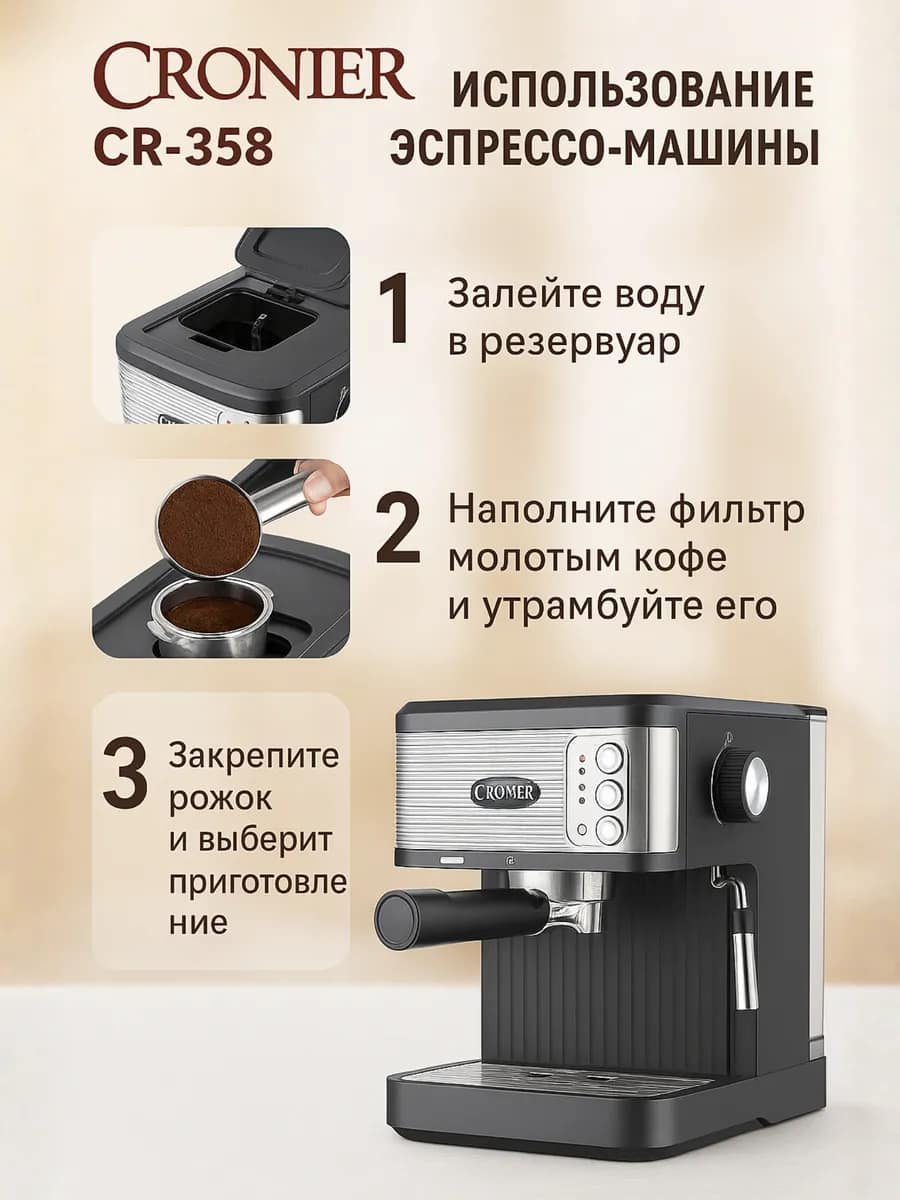 CRONIER
CR-358
ИСПОЛЬЗОВАНИЕ
ЭСПРЕССО-МАШИНЫ
1
Залейте воду
в резервуар
2
Наполните фильтр
молотым кофе
и утрамбуйте его
3
Закрепите
рожок
и выберит
приготовле
ние
CROMER